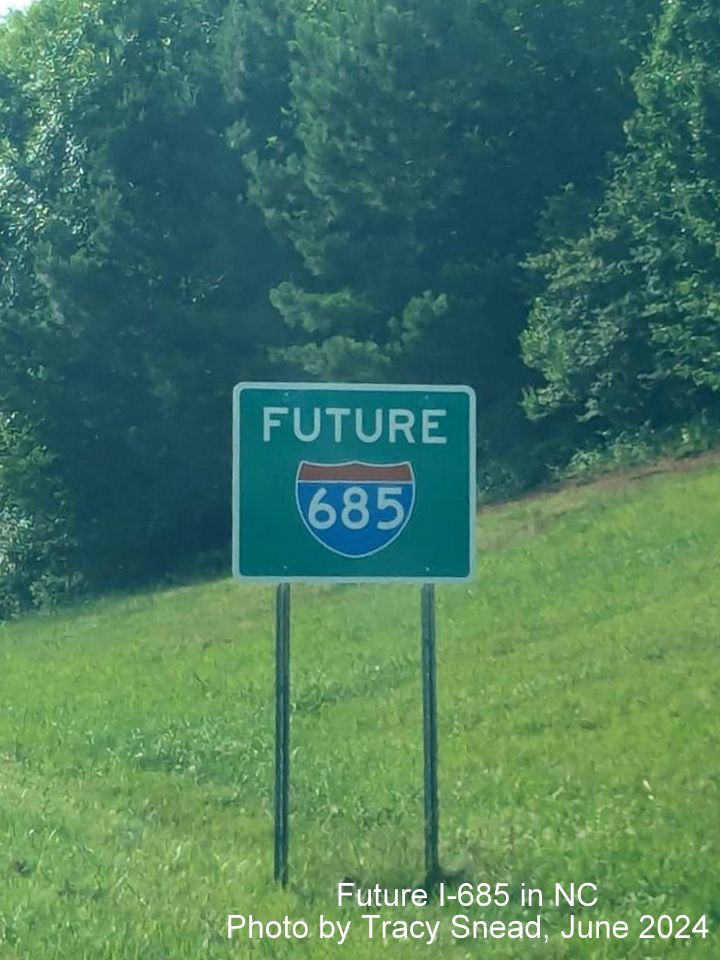 FUTURE
685
Future I-685 in NC
Photo by Tracy Snead, June 2024